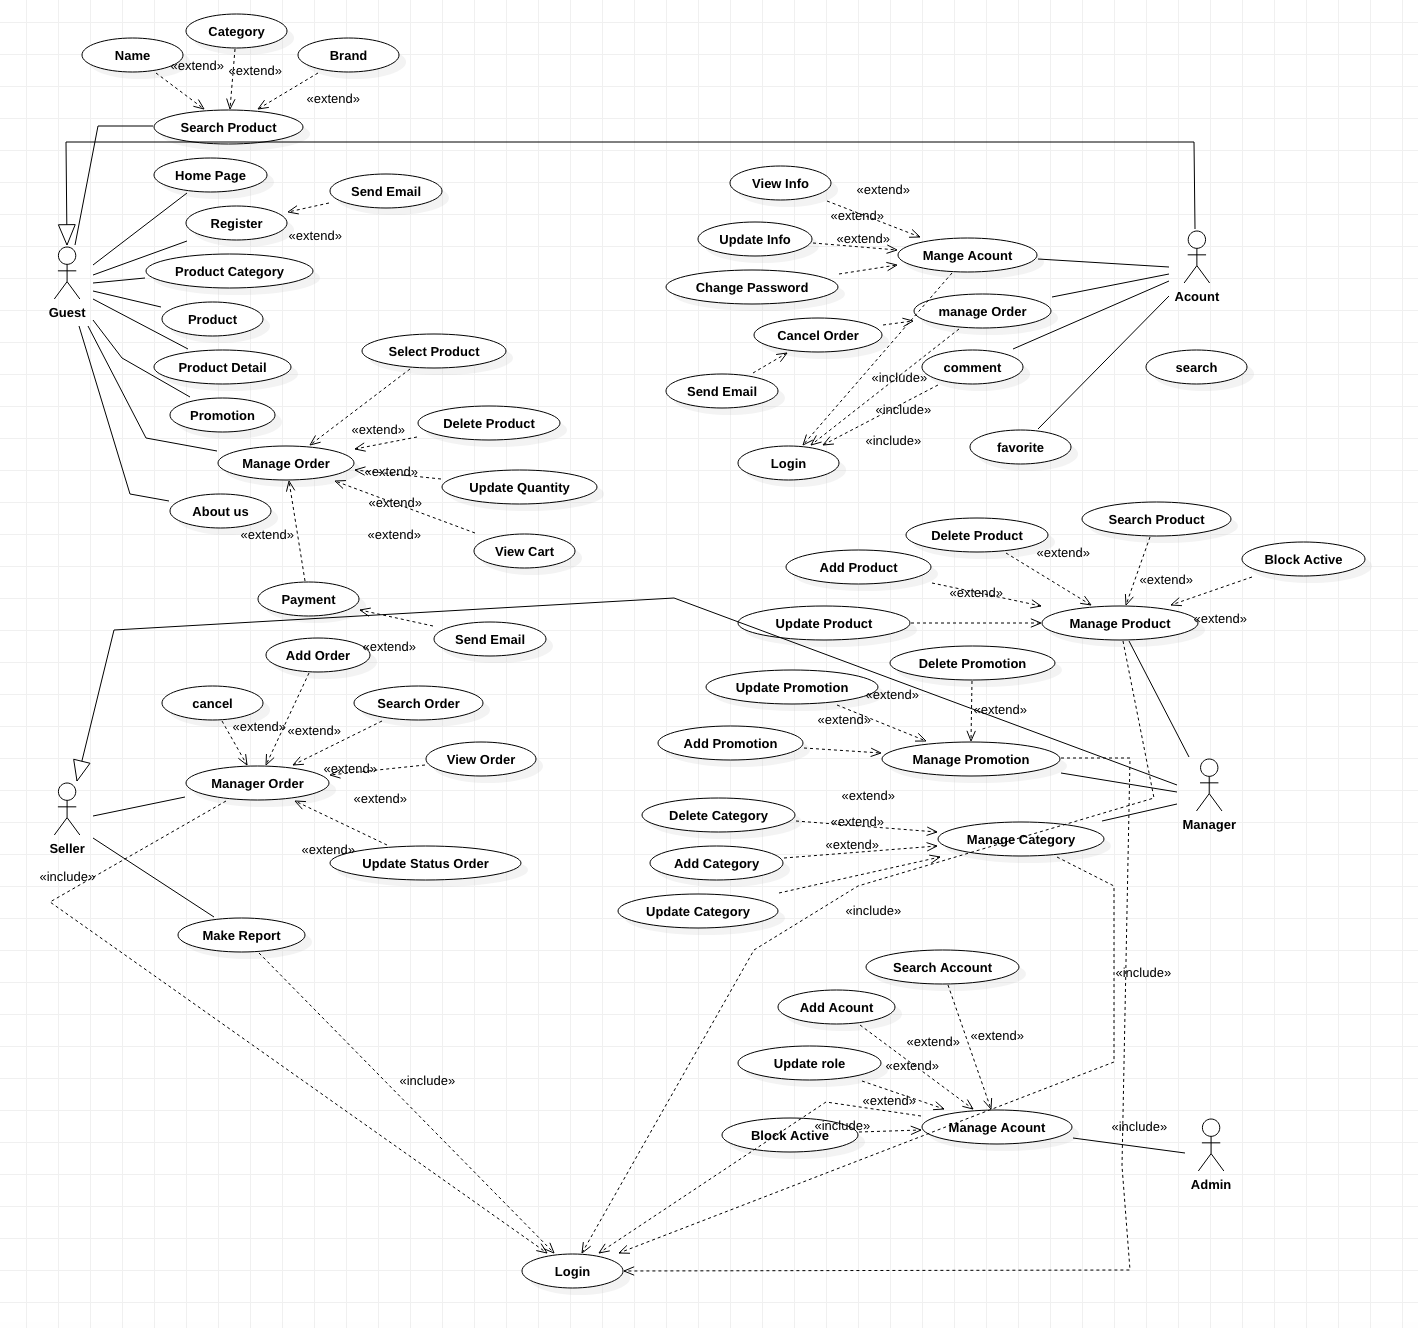 Category
Name
Brand
«extend»
«extend»
«extend»
Search Product
Home Page
Send Email
Register
«extend»
Product Category
Guest
Product
Product Detail
Promotion
Select Product
Delete Product
«extend»
Manage Order
«extend»
Update Quantity
«extend»
About us
«extend»
«extend»
View Cart
Payment
Send Email
«extend»
View Info
«extend»
«extend»
Update Info
«extend»
Mange Acount
Change Password
Acount
manage Order
Cancel Order
comment
search
«include»
Send Email
«include»
«include»
favorite
Login
Search Product
Delete Product
«extend»
Block Active
Add Product
«extend»
«extend»
Update Product
Manage Product
«extend»
Delete Promotion
Update Promotion
«extend»
«extend»
«extend»
Add Promotion
Manage Promotion
Manager
Add Order
cancel
Search Order
«extend»
«extend»
View Order
«extend»
Manager Order
«extend»
Seller
«extend»
Update Status Order
«include»
Make Report
«include»
«extend»
Delete Category
«extend»
Manage Category
«extend»
Add Category
Update Category
«include»
Search Account
«include»
Add Acount
«extend»
«extend»
Update role
«extend»
«extend»
«include»
Manage Acount
«include»
Block Active
Admin
Login